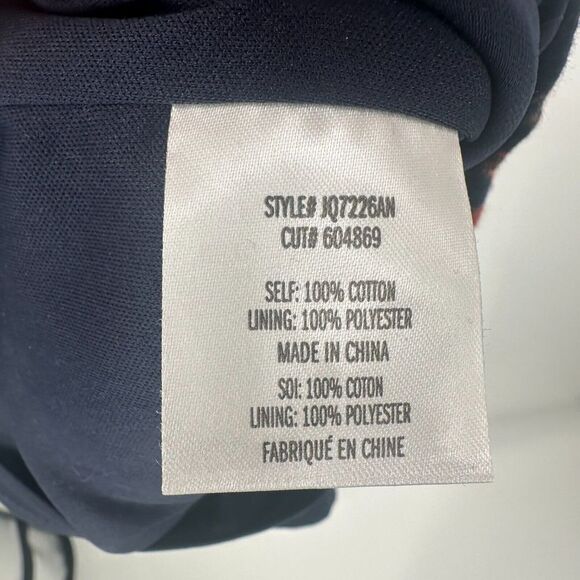 STYLE# JQ7226AN
CUT# 604869
SELF: 100% COTTON
LINING: 100% POLYESTER
MADE IN CHINA
SOI: 100% COTON
LINING: 100% POLYESTER
FABRIQUÉ EN CHINE